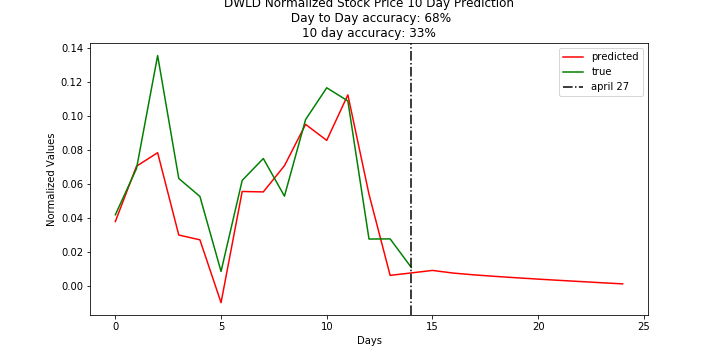 DWLD Normalized Stock Price 10 Day Prediction
Day to Day accuracy: 68%
10 day accuracy: 33%
0.14
0.12
0.10
0.08
0.06
0.04
0.02
0.00
Normalized Values
predicted
true
april 27
0 5 10 15 20 25
Days